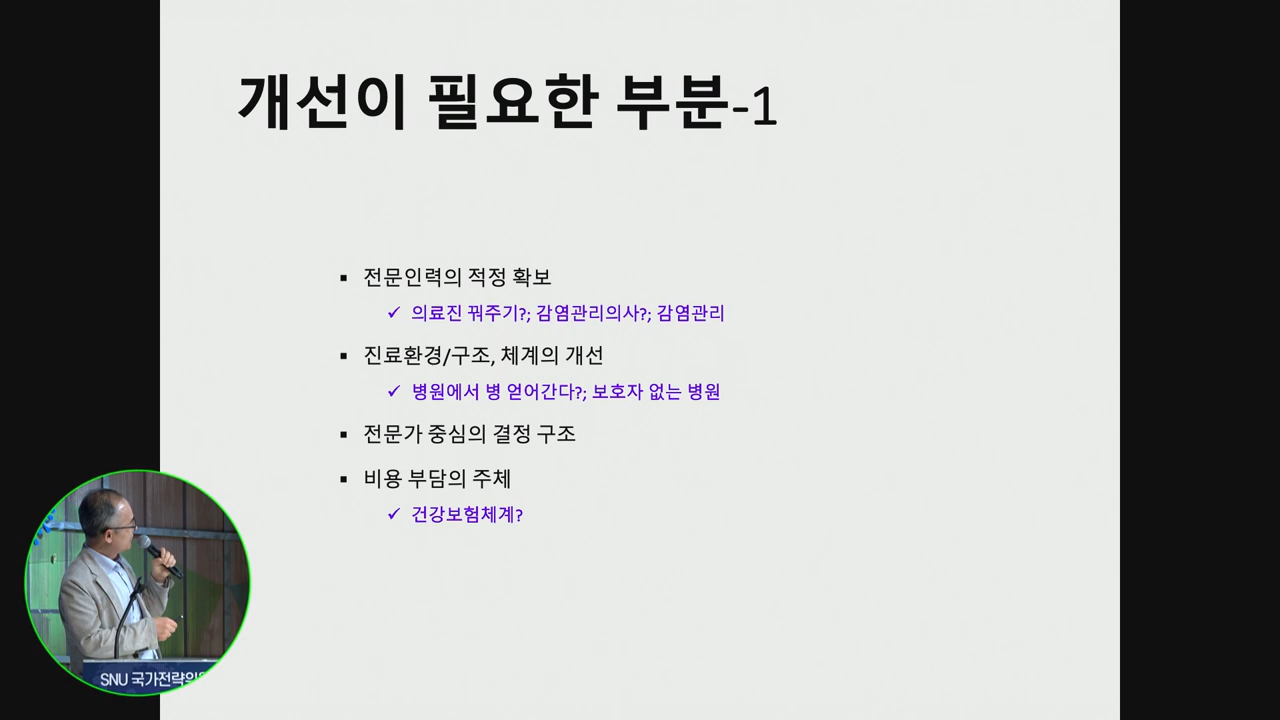 개선이 필요한 부분-1
▪ 전문인력의 적정 확보
✓ 의료진 꿔주기?; 감염관리의사?; 감염관리
▪ 진료환경/구조, 체계의 개선
✓ 병원에서 병 얻어간다?; 보호자 없는 병원
▪ 전문가 중심의 결정 구조
▪ 비용 부담의 주체
✓ 건강보험체계?
SNU 국가전략위원